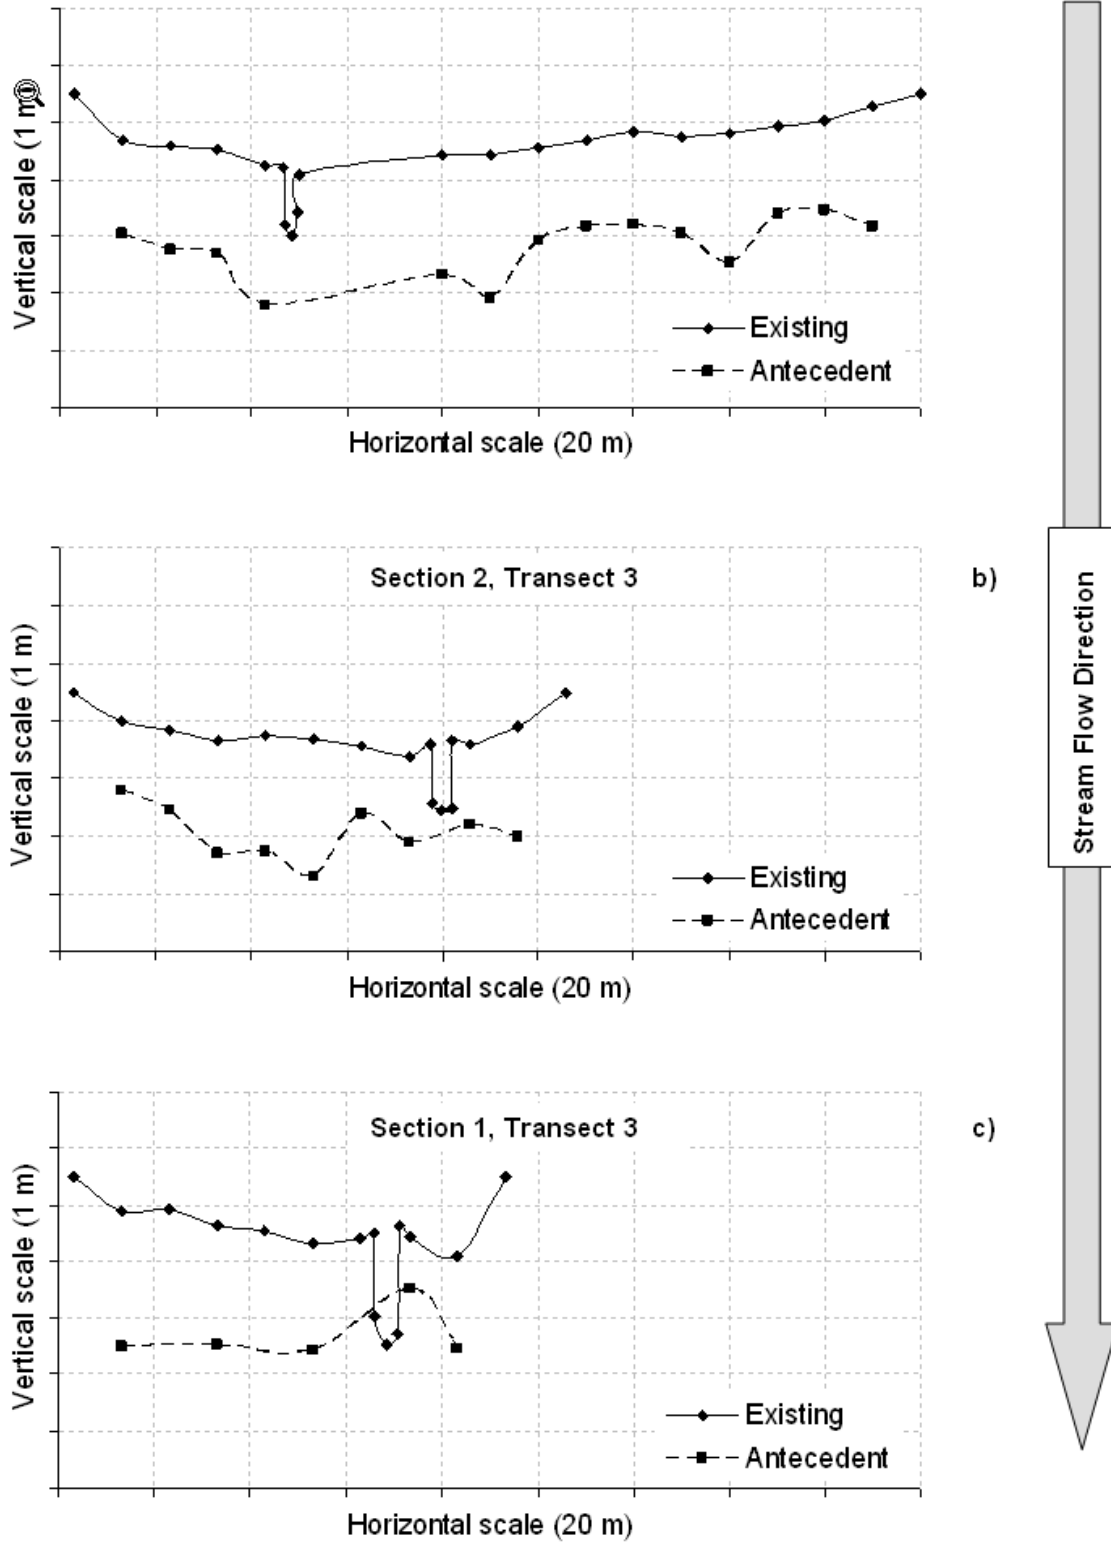 Vertical scale (1 m)
Existing
Antecedent
Horizontal scale (20 m)
Section 2, Transect 3
b)
Vertical scale (1 m)
Existing
Antecedent
Horizontal scale (20 m)
Stream Flow Direction
Section 1, Transect 3
c)
Vertical scale (1 m)
Existing
Antecedent
Horizontal scale (20 m)